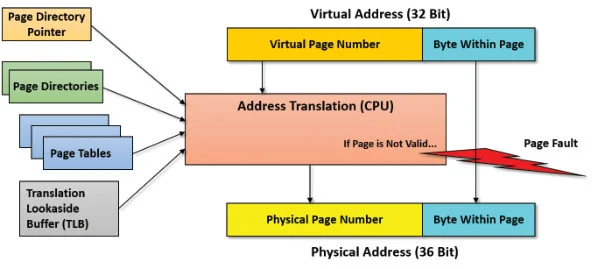 Page Directory
Pointer
Page Directories
Page Tables
Translation
Lookaside
Buffer (TLB)
Virtual Address (32 Bit)
Virtual Page Number
Byte Within Page
Address Translation (CPU)
If Page is Not Valid...
Page Fault
Physical Page Number
Byte Within Page
Physical Address (36 Bit)